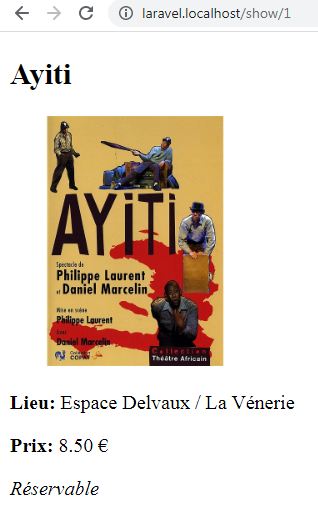 laravel.localhost/show/1
Ayiti
AYiTi
Spectacle de
Philippe Laurent
et Daniel Marcelin
Mise en scène
Philippe Laurent
Avec
Daniel Marcelin
Collection
Théâtre Africain
Lieu: Espace Delvaux / La Vénerie
Prix: 8.50 €
Réservable